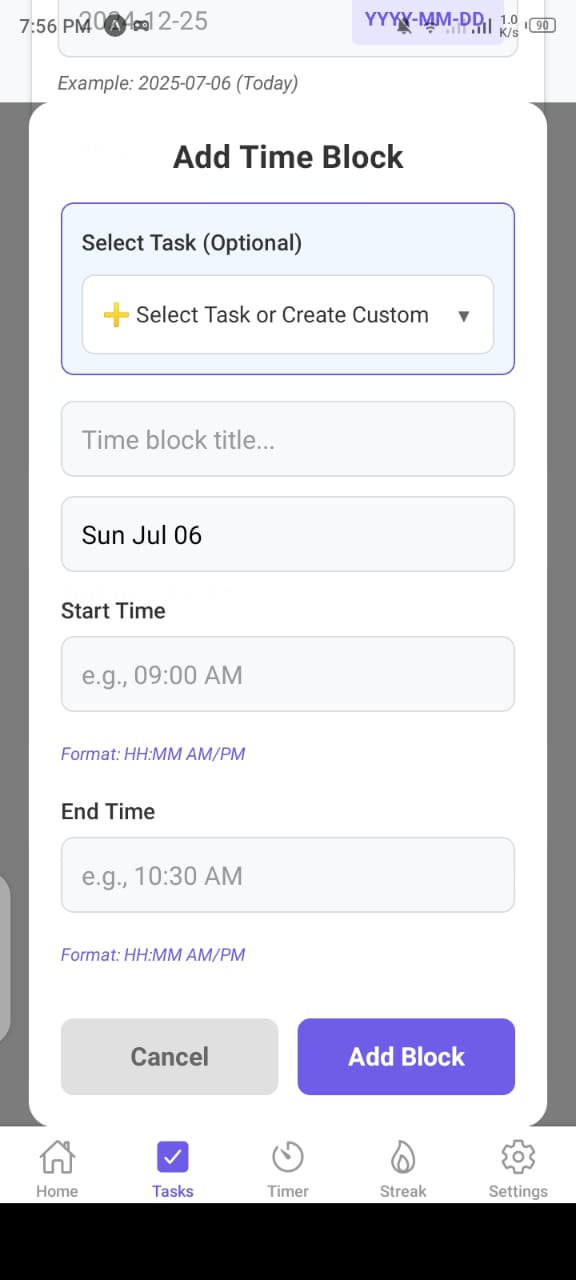 7:56 PM
2024-12-25
YYYY-MM-DD
1.0
K/s
90
Example: 2025-07-06 (Today)
Add Time Block
Select Task (Optional)
Select Task or Create Custom
Time block title...
Sun Jul 06
Start Time
e.g., 09:00 AM
Format: HH:MM AM/PM
End Time
e.g., 10:30 AM
Format: HH:MM AM/PM
Cancel
Add Block
Home
Tasks
Timer
Streak
Settings